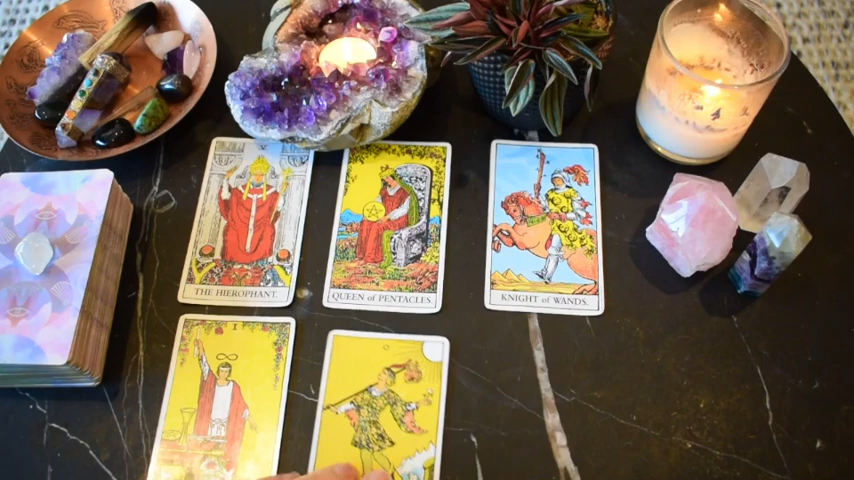 V
THE HIEROPHANT.
QUEEN of PENTACLES.
KNIGHT of WANDS.
I